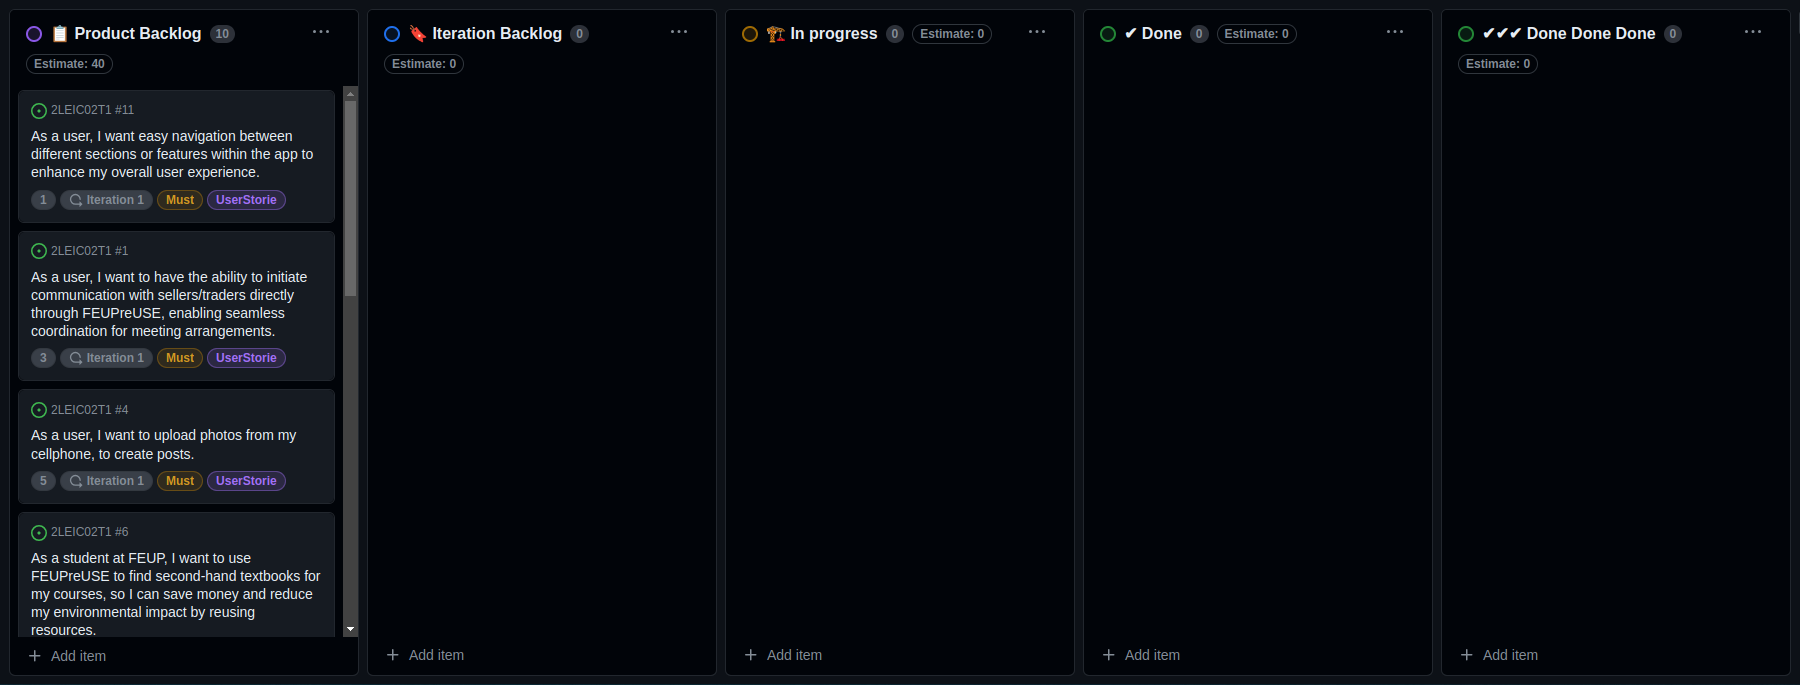 Product Backlog 10
Estimate: 40
2LEIC02T1 #11
As a user, I want easy navigation between
different sections or features within the app to
enhance my overall user experience.
1 Iteration 1 Must UserStorie
2LEIC02T1 #1
As a user, I want to have the ability to initiate
communication with sellers/traders directly
through FEUPreUSE, enabling seamless
coordination for meeting arrangements.
3 Iteration 1 Must UserStorie
2LEIC02T1 #4
As a user, I want to upload photos from my
cellphone, to create posts.
5 Iteration 1 Must UserStorie
2LEIC02T1 #6
As a student at FEUP, I want to use
FEUPreUSE to find second-hand textbooks for
my courses, so I can save money and reduce
my environmental impact by reusing
resources.
Add item
Iteration Backlog 0
Estimate: 0
Add item
In progress 0 Estimate: 0
Add item
✔ Done 0 Estimate: 0
Add item
✔✔✔ Done Done Done 0
Estimate: 0
Add item